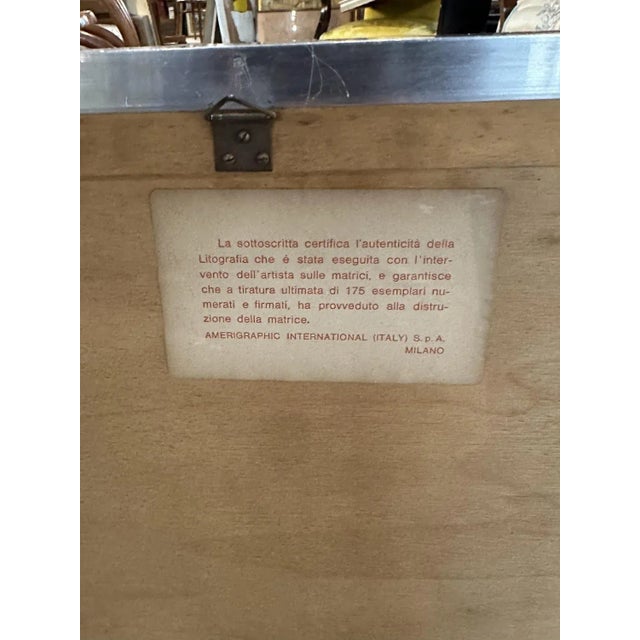 La sottoscritta certifica l'autenticità della
Litografia che é stata eseguita con l'inter-
vento dell'artista sulle matrici, e garantisce
che a tiratura ultimata di 175 esemplari nu-
merati e firmati, ha provveduto alla distru-
zione della matrice.
AMERIGRAPHIC INTERNATIONAL (ITALY) S.p.A.
MILANO